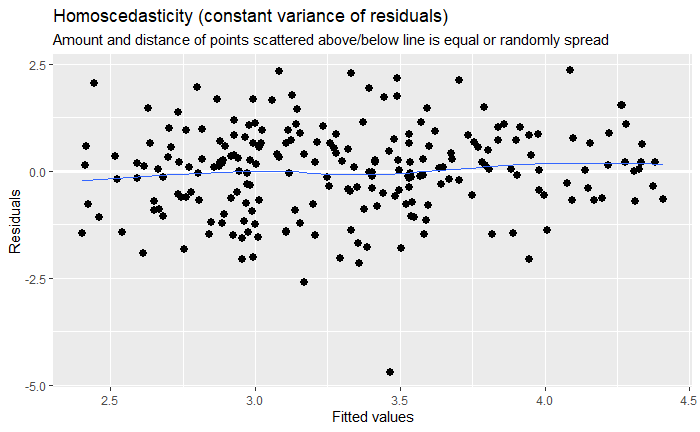 Homoscedasticity (constant variance of residuals)
Amount and distance of points scattered above/below line is equal or randomly spread
2.5
0.0
-2.5
-5.0
Residuals
2.5
3.0
3.5
4.0
4.5
Fitted values